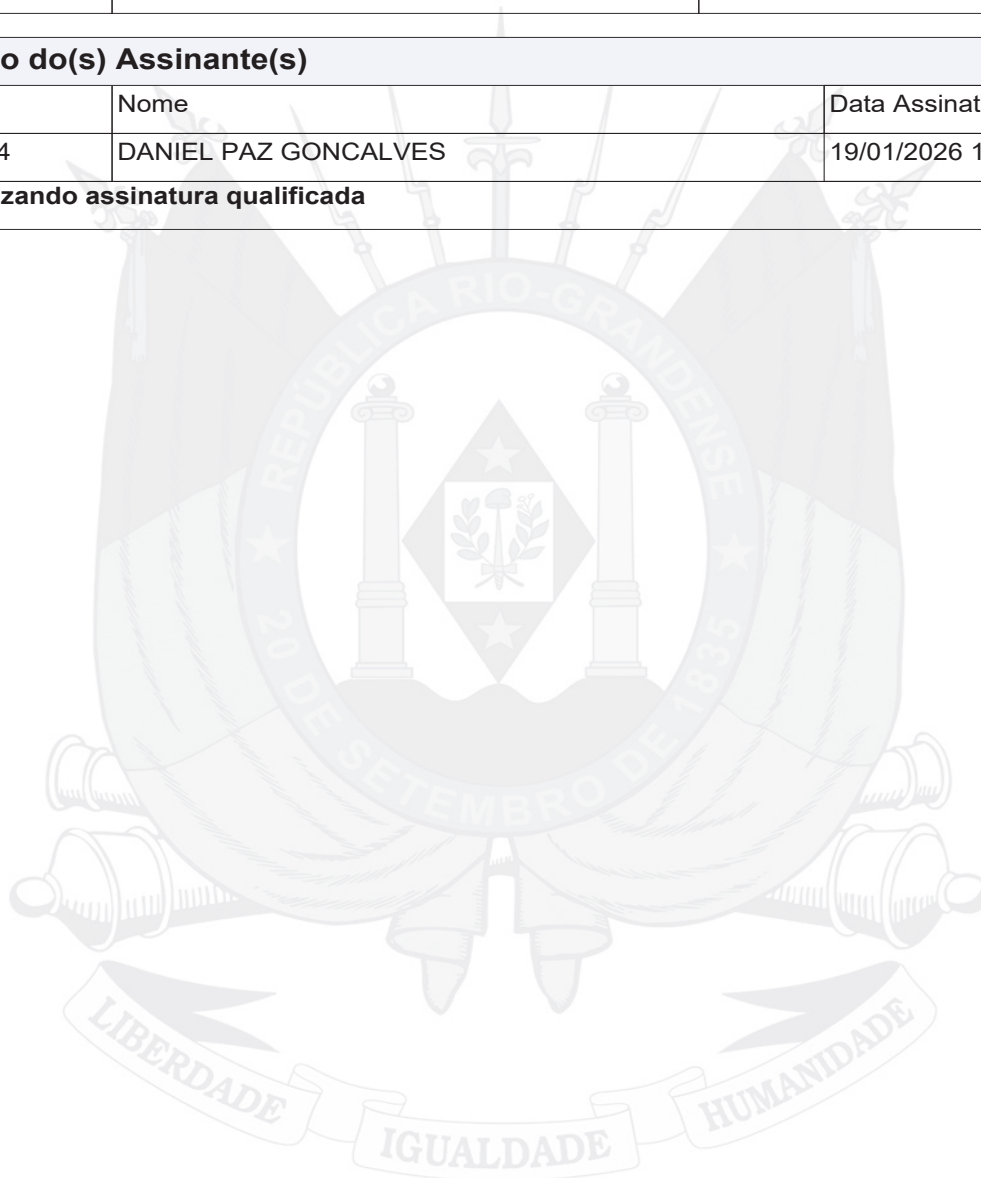 o do(s) Assinante(s)
Nome Data Assinat
4 DANIEL PAZ GONCALVES 19/01/2026 1
zando assinatura qualificada
REPÚBLICA RIO-GRANDENSE
20 DE SETEMBRO DE 1835
LIBERDADE
IGUALDADE
HUMANIDADE